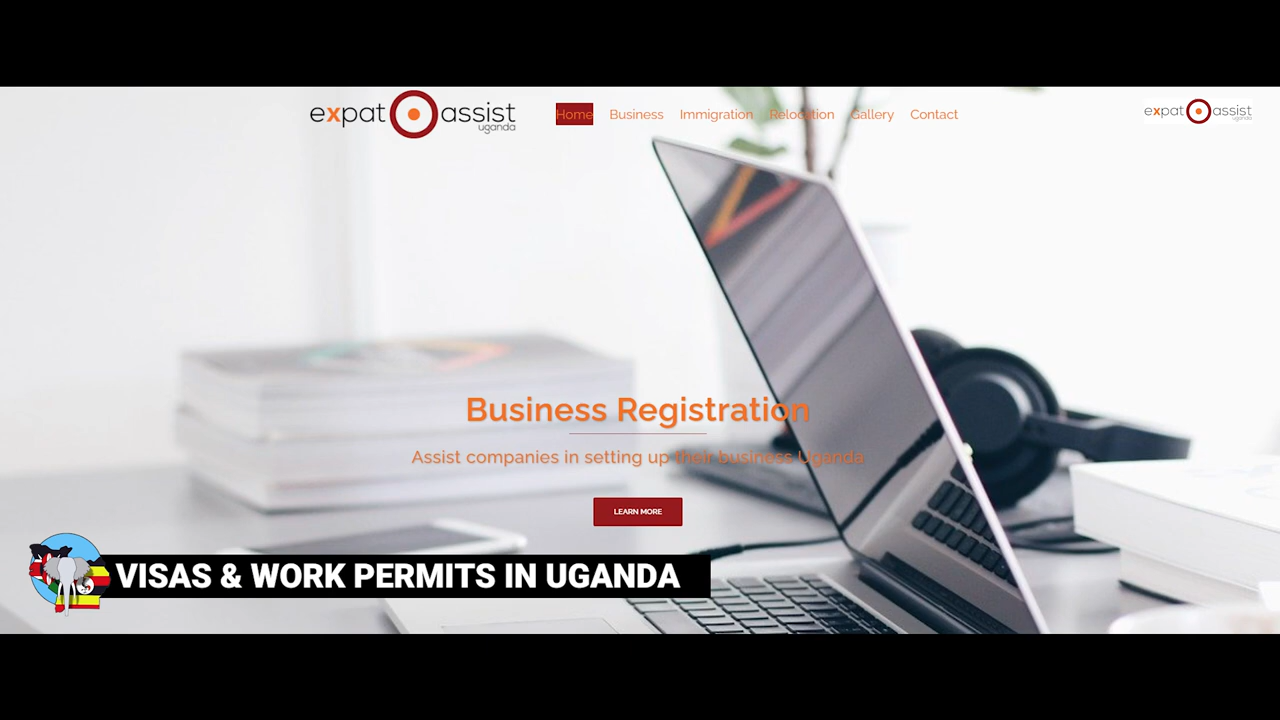 expat assist
uganda
Home Business Immigration Relocation Gallery Contact
expat assist
uganda
Business Registration
Assist companies in setting up their business Uganda
LEARN MORE
VISAS & WORK PERMITS IN UGANDA